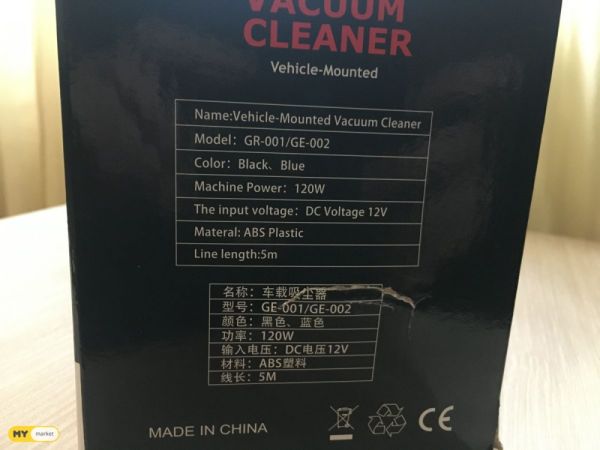 VACUUM
CLEANER
Vehicle-Mounted
Name:Vehicle-Mounted Vacuum Cleaner
Model: GR-001/GE-002
Color: Black、Blue
Machine Power: 120W
The input voltage: DC Voltage 12V
Materal: ABS Plastic
Line length:5m
名称：车载吸尘器
型号：GE-001/GE-002
颜色：黑色、蓝色
功率：120W
输入电压：DC电压12V
材料：ABS塑料
线长：5M
MADE IN CHINA
CE
MY market